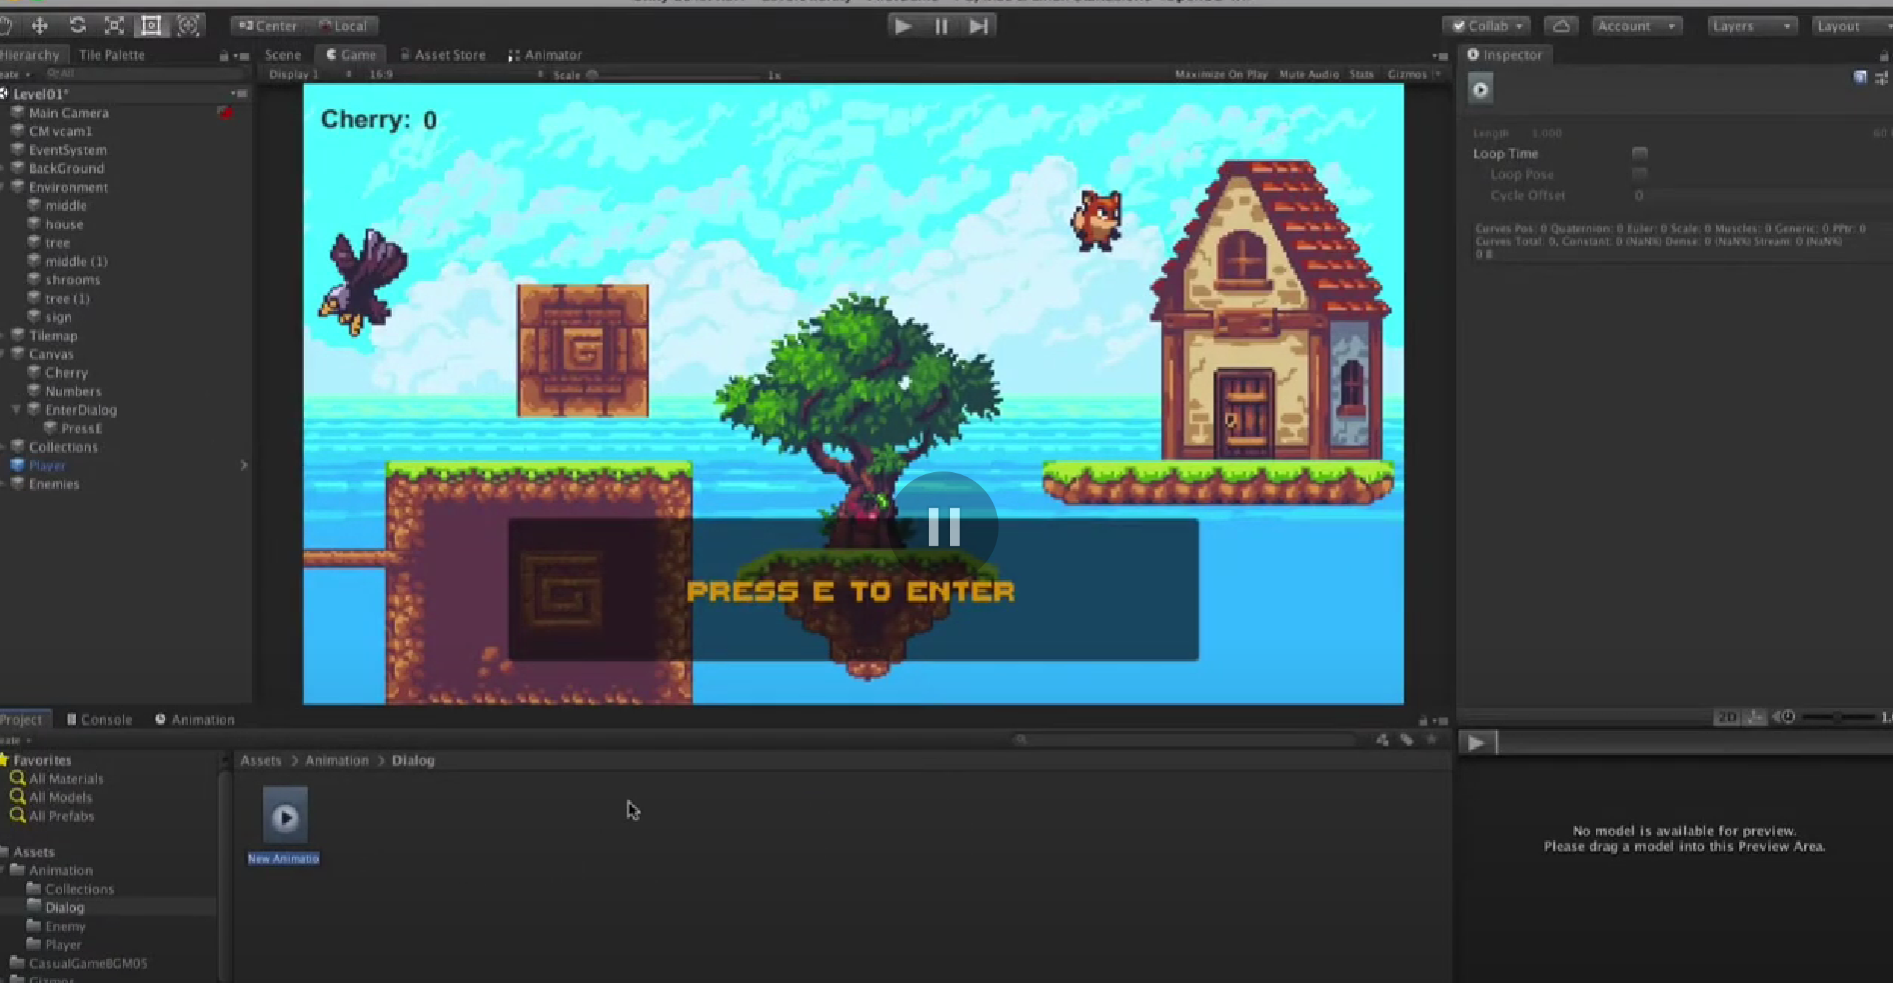 Center Local
Collab Account Layers Layout
Hierarchy Tile Palette
Scene Game Asset Store Animator
Inspector
Display 1 16:9 Scale 1x Maximize On Play Mute Audio Stats Gizmos
All
Level01*
Main Camera
CM vcam1
EventSystem
BackGround
Environment
middle
house
tree
middle (1)
shrooms
tree (1)
sign
Tilemap
Canvas
Cherry
Numbers
EnterDialog
PressE
Collections
Player
Enemies
Cherry: 0
PRESS E TO ENTER
Length 1.000
Loop Time
Loop Pose
Cycle Offset 0
Curves Pos: 0 Quaternion: 0 Euler: 0 Scale: 0 Muscles: 0 Generic: 0 PPtr: 0
Curves Total: 0, Constant: 0 (NaN%) Dense: 0 (NaN%) Stream: 0 (NaN%)
0 B
2D
Project Console Animation
Favorites
All Materials
All Models
All Prefabs
Assets
Animation
Collections
Dialog
Enemy
Player
CasualGameBGM05
Assets > Animation > Dialog
New Animatio
No model is available for preview.
Please drag a model into this Preview Area.